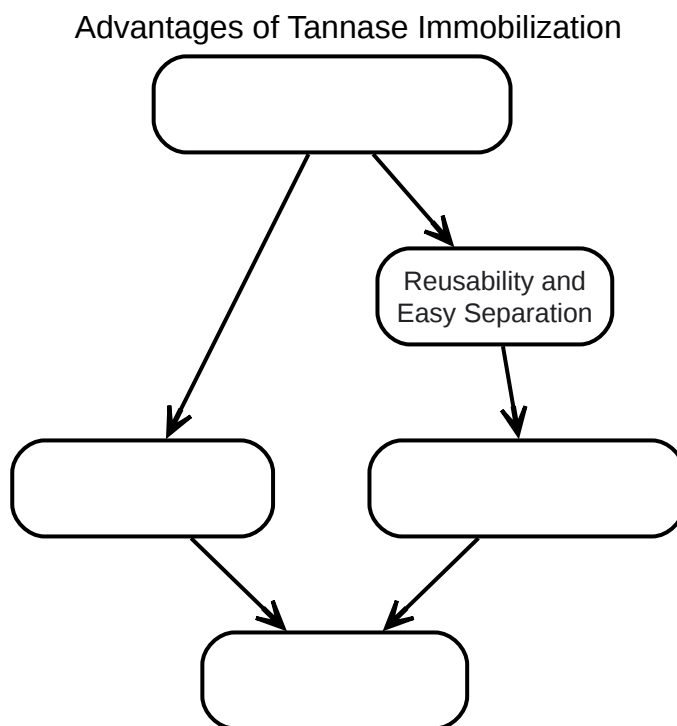 Advantages of Tannase Immobilization
Reusability and
Easy Separation